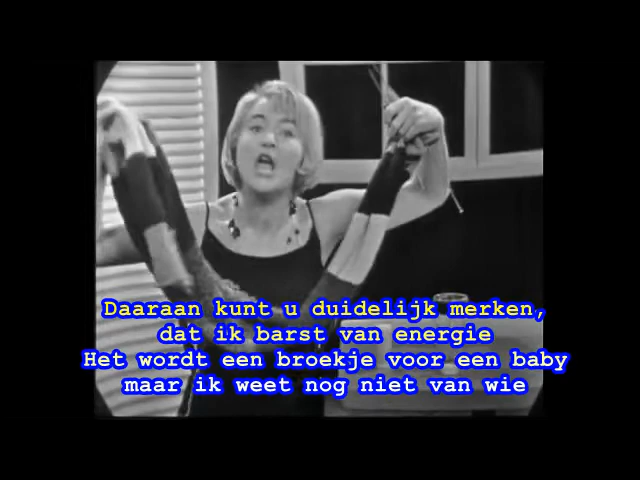 Daaraan kunt u duidelijk merken,
dat ik barst van energie
Het wordt een broekje voor een baby
maar ik weet nog niet van wie